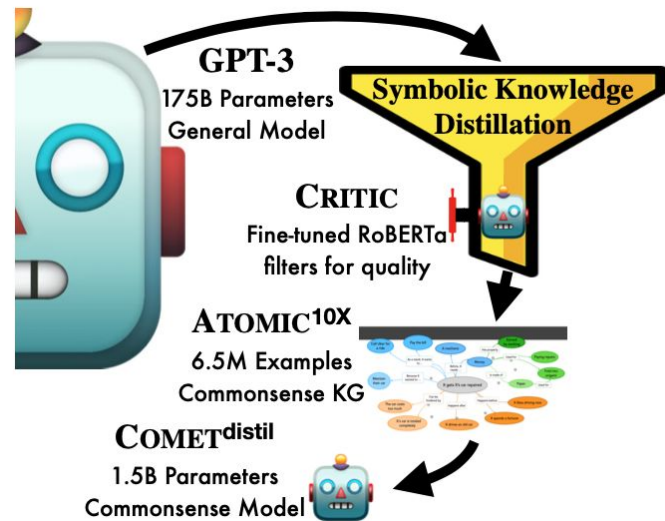 GPT-3
175B Parameters
General Model
Symbolic Knowledge
Distillation
CRITIC
Fine-tuned RoBERTa
filters for quality
ATOMIC10X
6.5M Examples
Commonsense KG
COMETdistil
1.5B Parameters
Commonsense Model